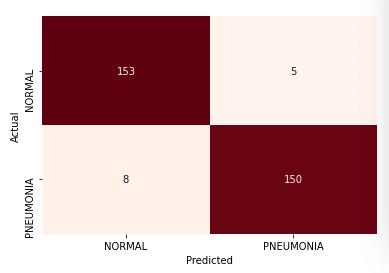 Actual
NORMAL
153
5
PNEUMONIA
8
150
NORMAL
PNEUMONIA
Predicted